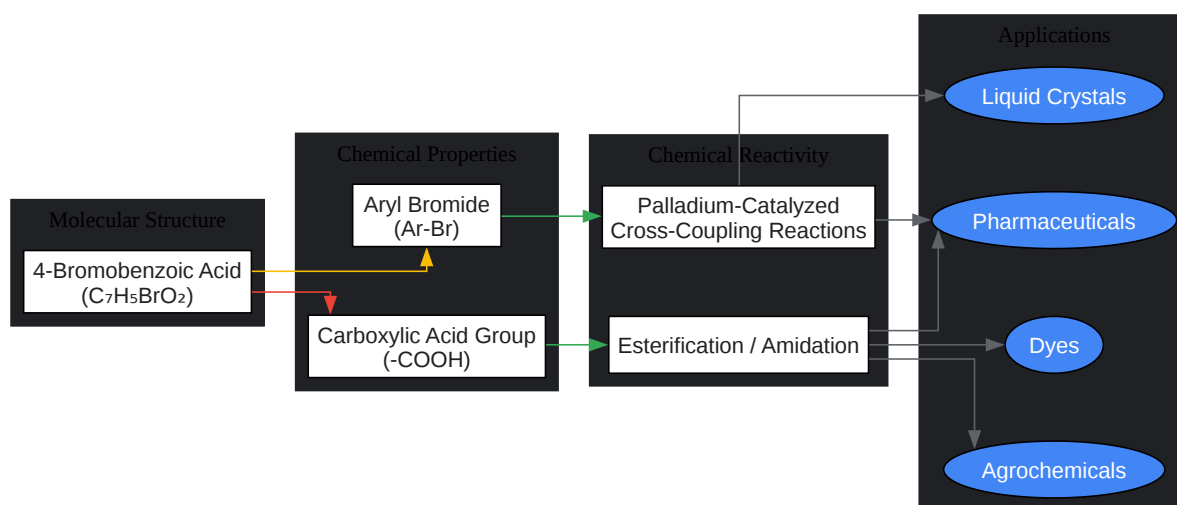 Molecular Structure
4-Bromobenzoic Acid
(C₇H₅BrO₂)
Chemical Properties
Aryl Bromide
(Ar-Br)
Carboxylic Acid Group
(-COOH)
Chemical Reactivity
Palladium-Catalyzed
Cross-Coupling Reactions
Esterification / Amidation
Applications
Liquid Crystals
Pharmaceuticals
Dyes
Agrochemicals